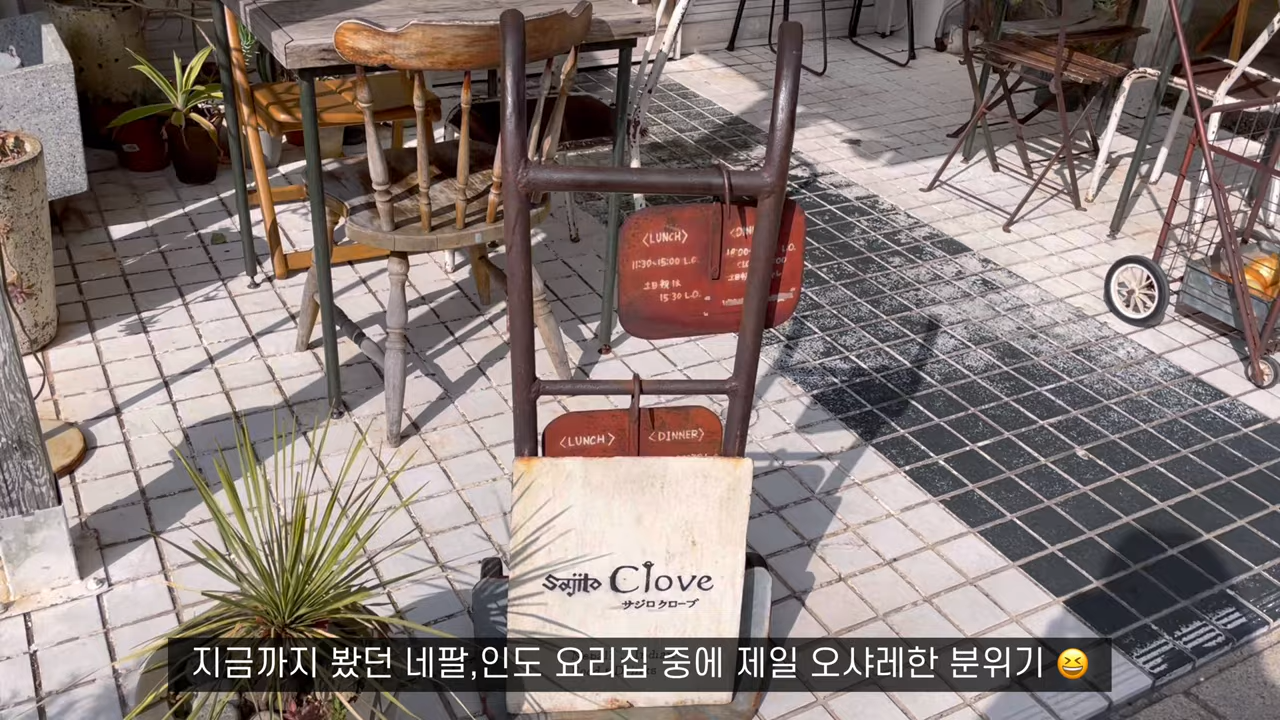 〈LUNCH〉
11:30~15:00 L.O.
土日祝は
15:30 L.O.
〈LUNCH〉
〈DINNER〉
Sajilo Clove
サジロ クローブ
지금까지 봤던 네팔,인도 요리집 중에 제일 오샤레한 분위기 😆